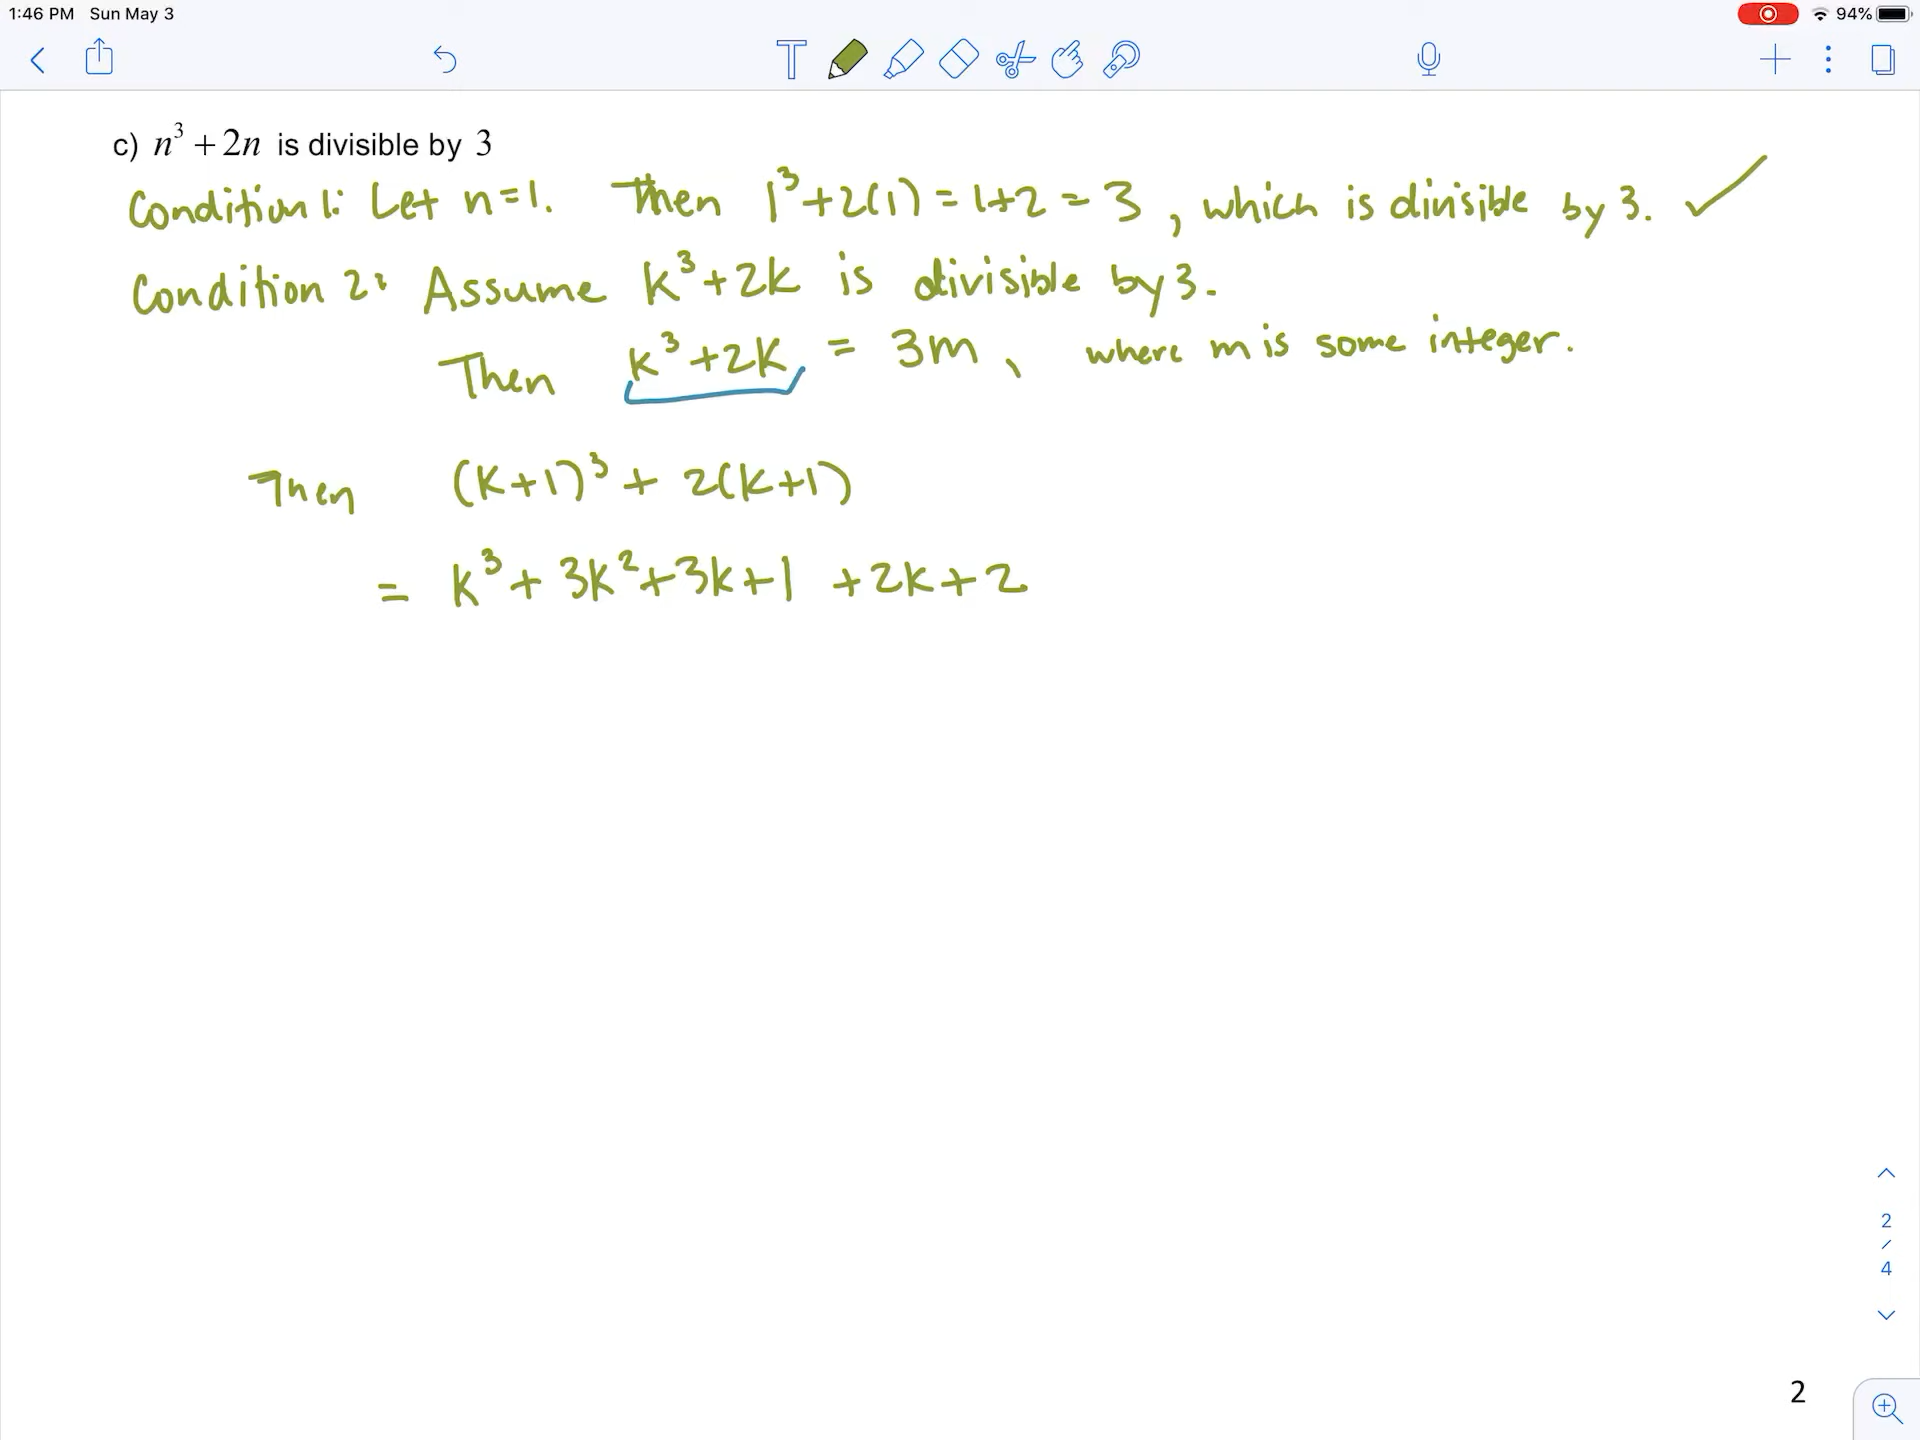 1:46 PM Sun May 3 94%
T
c) n³ + 2n is divisible by 3
Condition 1: Let n=1. Then 1³+2(1) = 1+2 = 3, which is divisible by 3. ✓
Condition 2: Assume k³+2k is divisible by 3.
Then k³+2k = 3m, where m is some integer.
Then (k+1)³ + 2(k+1)
= k³ + 3k² + 3k + 1 + 2k + 2
2
/
4
2